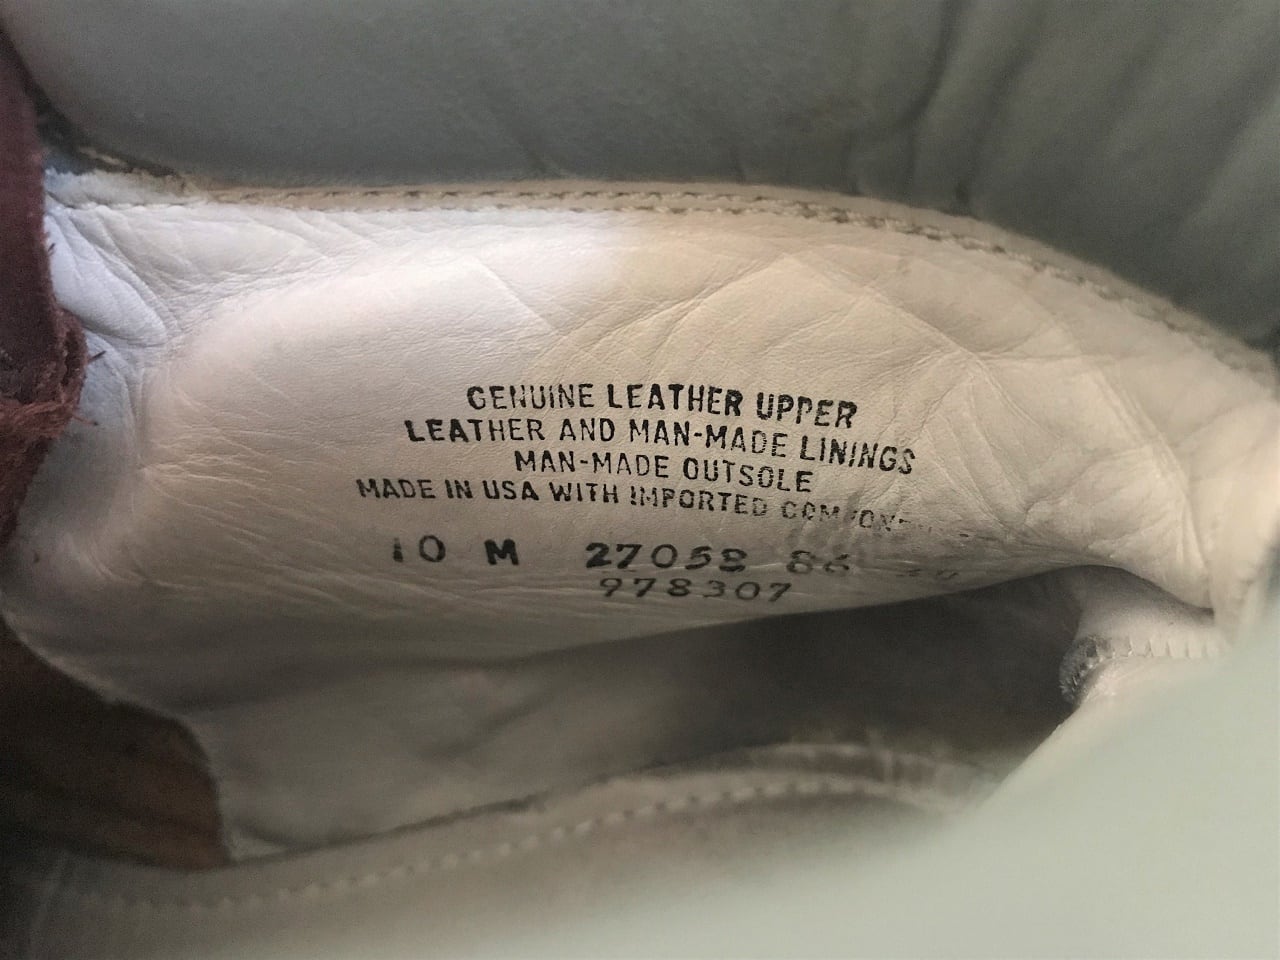 GENUINE LEATHER UPPER
LEATHER AND MAN-MADE LININGS
MAN-MADE OUTSOLE
MADE IN USA WITH IMPORTED
10 M 27058
978307